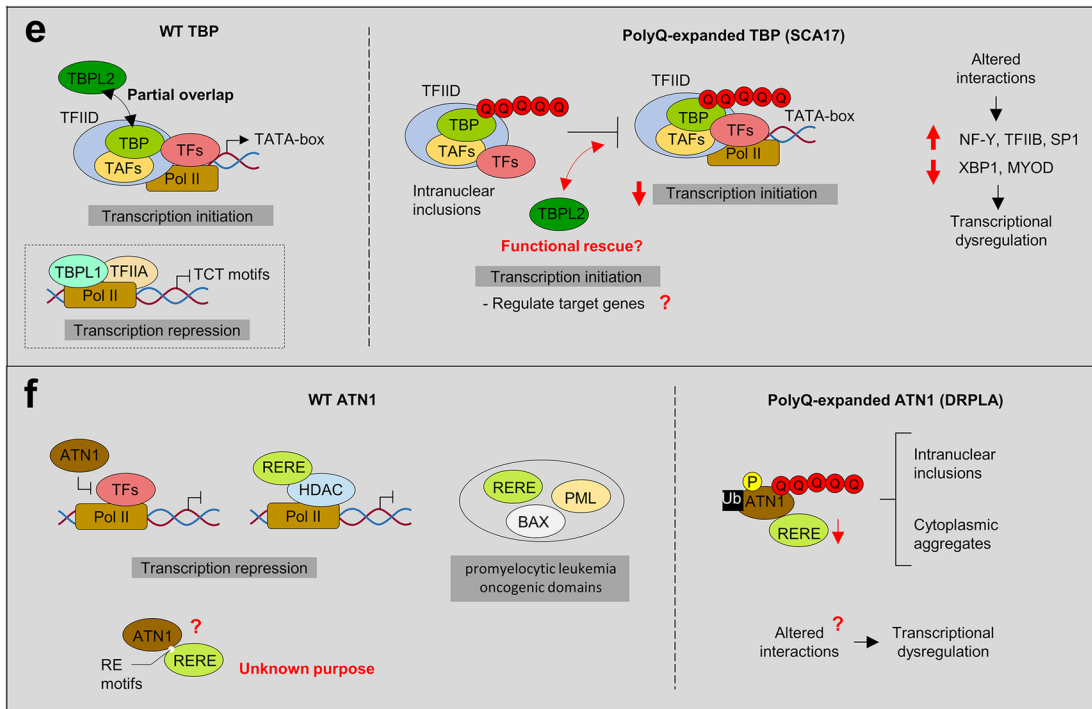 e
WT TBP
TBPL2
Partial overlap
TFIID
TBP
TAFs
TFs
Pol II
TATA-box
Transcription initiation
TBPL1
TFIIA
Pol II
TCT motifs
Transcription repression
PolyQ-expanded TBP (SCA17)
TFIID
Q Q Q Q Q
TBP
TAFs
TFs
Intranuclear
inclusions
TBPL2
Functional rescue?
Transcription initiation
- Regulate target genes ?
TFIID
Q Q Q Q Q
TBP
TAFs
TFs
Pol II
TATA-box
Transcription initiation
Altered
interactions
NF-Y, TFIIB, SP1
XBP1, MYOD
Transcriptional
dysregulation
f
WT ATN1
ATN1
TFs
Pol II
RERE
HDAC
Pol II
Transcription repression
RERE
PML
BAX
promyelocytic leukemia
oncogenic domains
ATN1
?
RERE
RE
motifs
Unknown purpose
PolyQ-expanded ATN1 (DRPLA)
P
Q Q Q Q Q
Ub
ATN1
RERE
Intranuclear
inclusions
Cytoplasmic
aggregates
Altered
interactions
?
Transcriptional
dysregulation